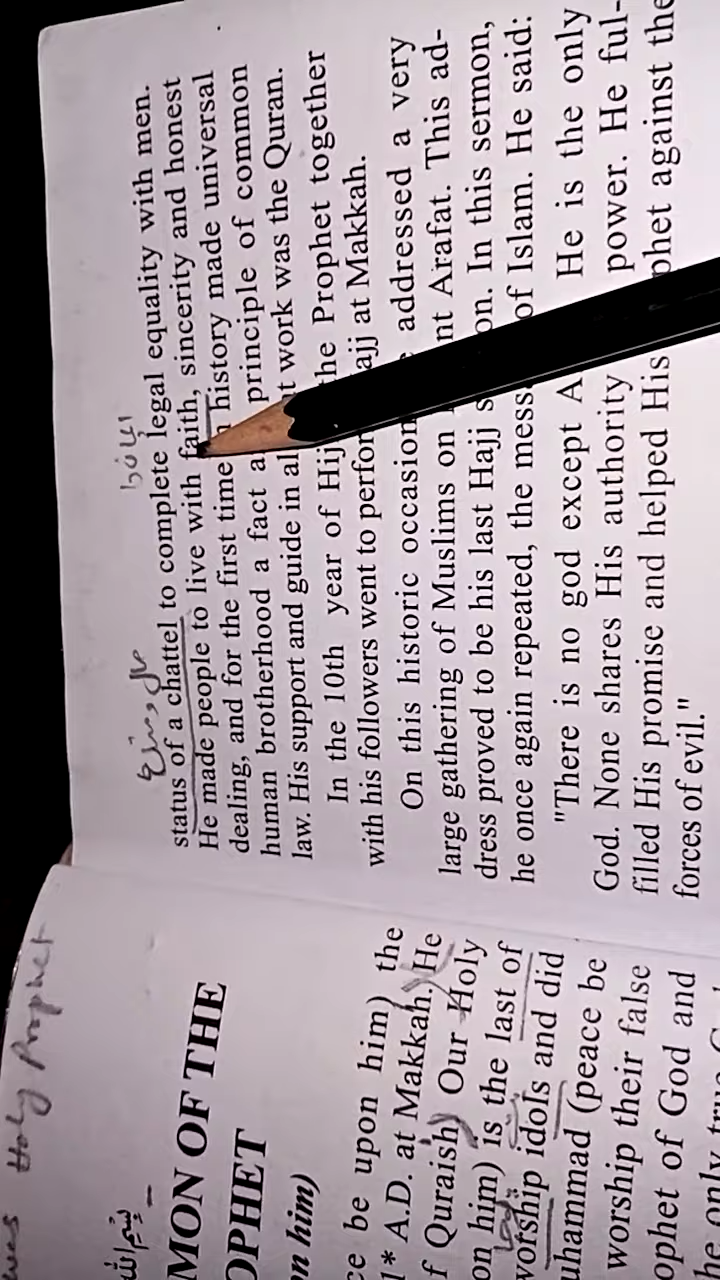 Holy Prophet
بسم الله
MON OF THE
OPHET
n him)
ce be upon him) the
1* A.D. at Makkah. He
f Quraish) Our Holy
on him) is the last of
worship idols and did
uhammad (peace be
worship their false
ophet of God and
he only true
مال و متاع ایمان
status of a chattel to complete legal equality with men.
He made people to live with faith, sincerity and honest
dealing, and for the first time history made universal
human brotherhood a fact a principle of common
law. His support and guide in al t work was the Quran.
In the 10th year of Hij the Prophet together
with his followers went to perfor ajj at Makkah.
On this historic occasion addressed a very
large gathering of Muslims on nt Arafat. This ad-
dress proved to be his last Hajj s on. In this sermon,
he once again repeated, the mess of Islam. He said:
"There is no god except A He is the only
God. None shares His authority power. He ful-
filled His promise and helped His phet against the
forces of evil."